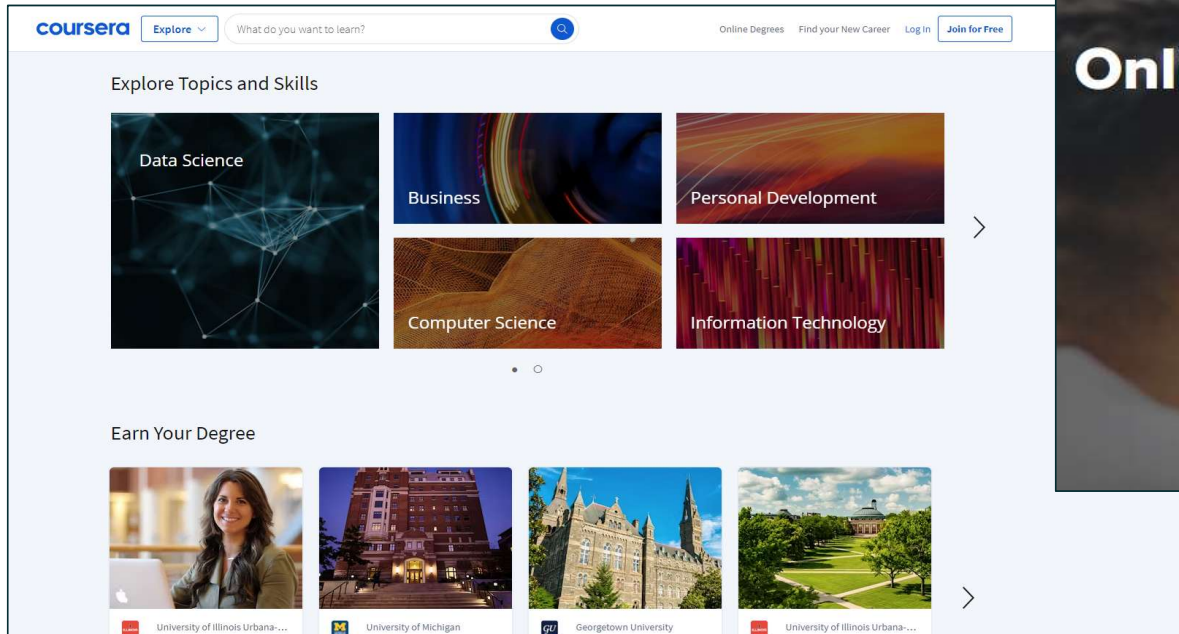 coursera Explore What do you want to learn? Online Degrees Find your New Career Log In Join for Free
Explore Topics and Skills
Data Science
Business
Personal Development
Computer Science
Information Technology
Earn Your Degree
University of Illinois Urbana-...
University of Michigan
Georgetown University
University of Illinois Urbana-...
Onl